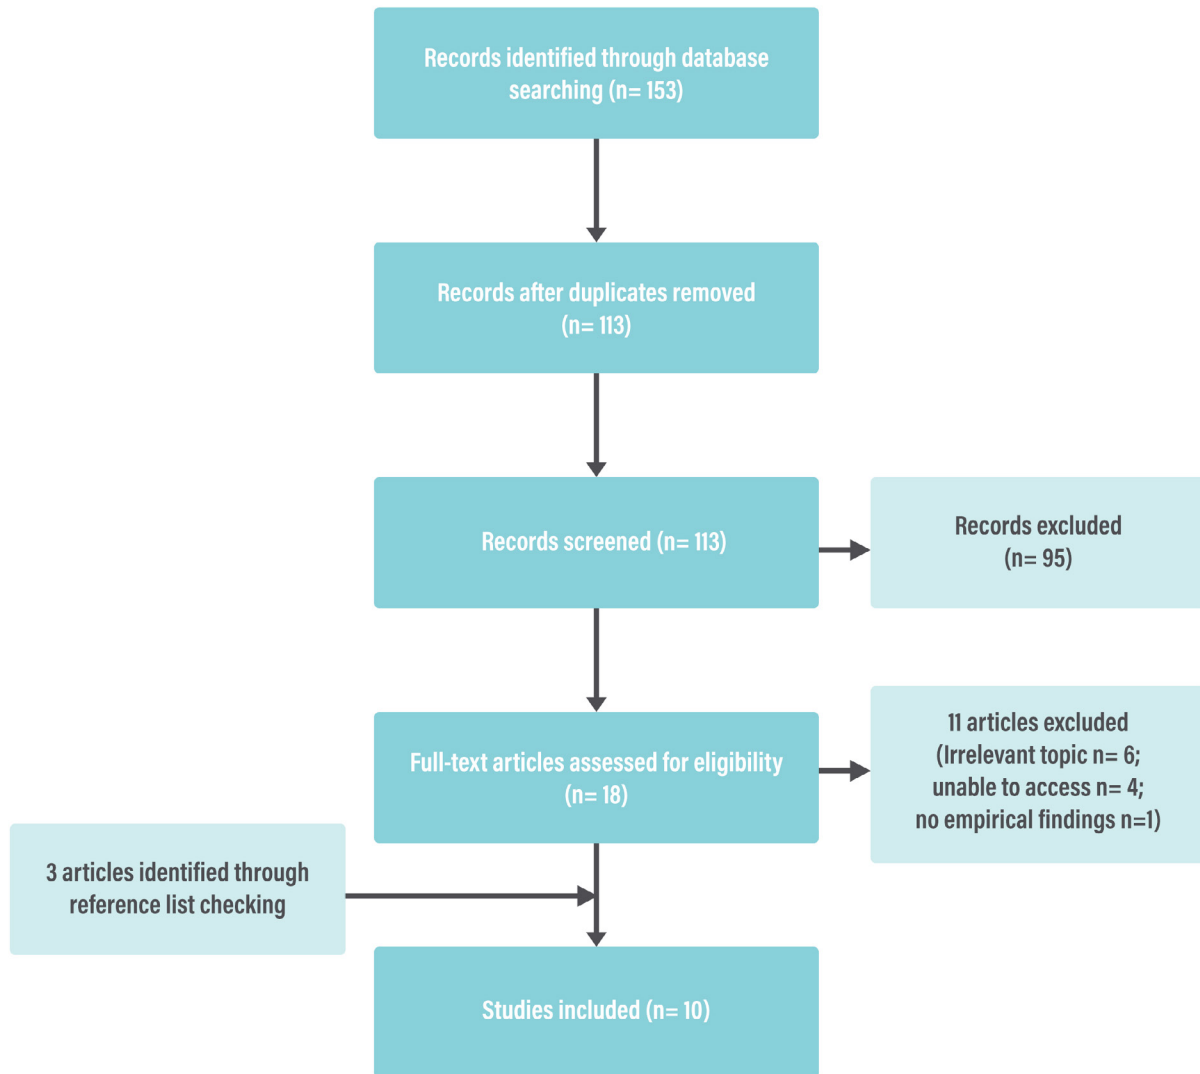 Records identified through database
searching (n= 153)
Records after duplicates removed
(n= 113)
Records screened (n= 113)
Records excluded
(n= 95)
Full-text articles assessed for eligibility
(n= 18)
11 articles excluded
(Irrelevant topic n= 6;
unable to access n= 4;
no empirical findings n=1)
3 articles identified through
reference list checking
Studies included (n= 10)